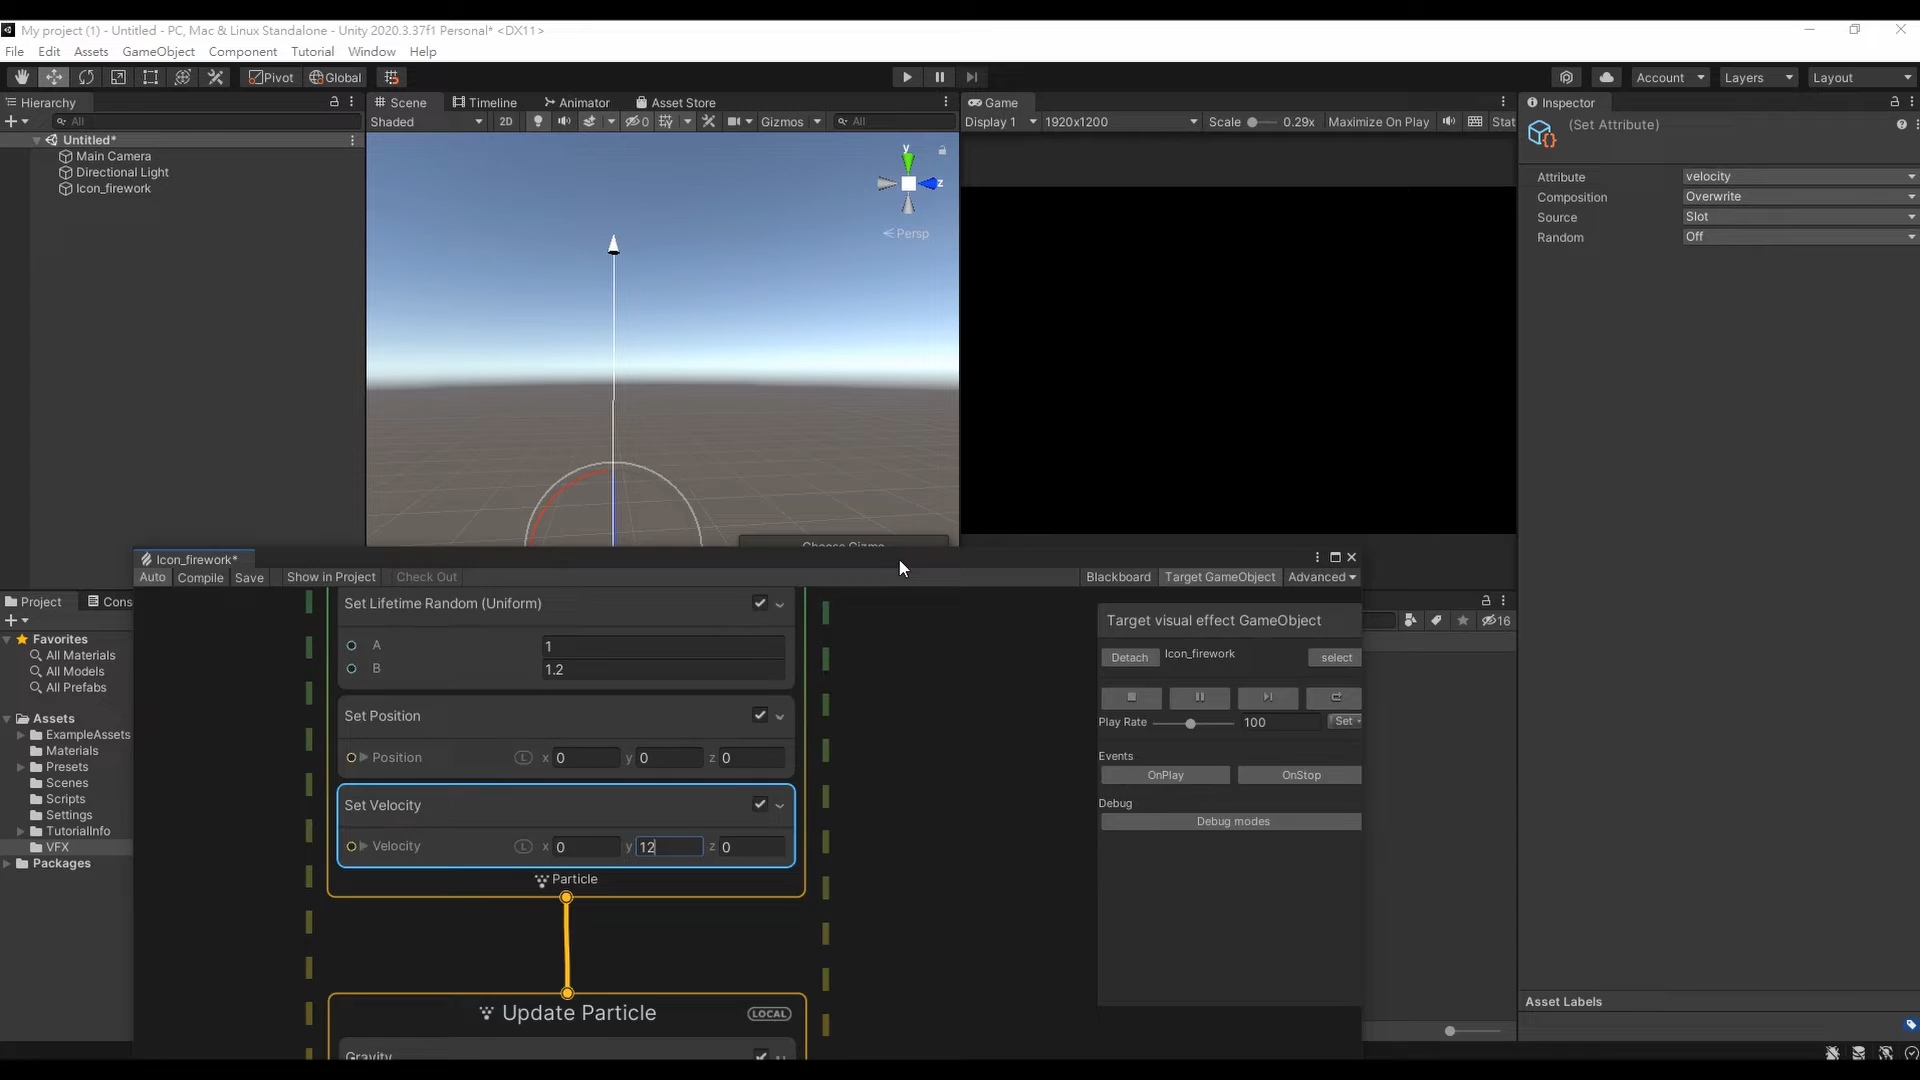 My project (1) - Untitled - PC, Mac & Linux Standalone - Unity 2020.3.37f1 Personal* <DX11>
File Edit Assets GameObject Component Tutorial Window Help
Pivot Global Account Layers Layout
Hierarchy
All
Untitled*
Main Camera
Directional Light
Icon_firework
Scene Timeline Animator Asset Store
Shaded 2D 0 Gizmos All
y
z
Persp
Game
Display 1 1920x1200 Scale 0.29x Maximize On Play Stat
Inspector
(Set Attribute)
Attribute velocity
Composition Overwrite
Source Slot
Random Off
Asset Labels
Project Cons
Favorites
All Materials
All Models
All Prefabs
Assets
ExampleAssets
Materials
Presets
Scenes
Scripts
Settings
TutorialInfo
VFX
Packages
16
Choose Gizmo
Icon_firework*
Auto Compile Save Show in Project Check Out Blackboard Target GameObject Advanced
Set Lifetime Random (Uniform)
A 1
B 1.2
Set Position
Position L x 0 y 0 z 0
Set Velocity
Velocity L x 0 y 12 z 0
Particle
Update Particle LOCAL
Gravity
Target visual effect GameObject
Detach Icon_firework select
Play Rate 100 Set
Events
OnPlay OnStop
Debug
Debug modes